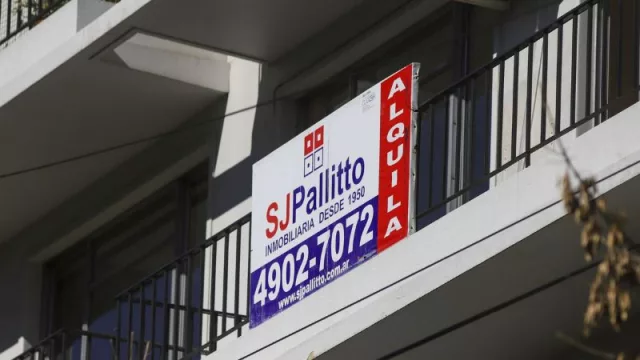 SJPallitto
INMOBILIARIA DESDE 1950
4902-7072
www.sjpallitto.com.ar
ALQUILA